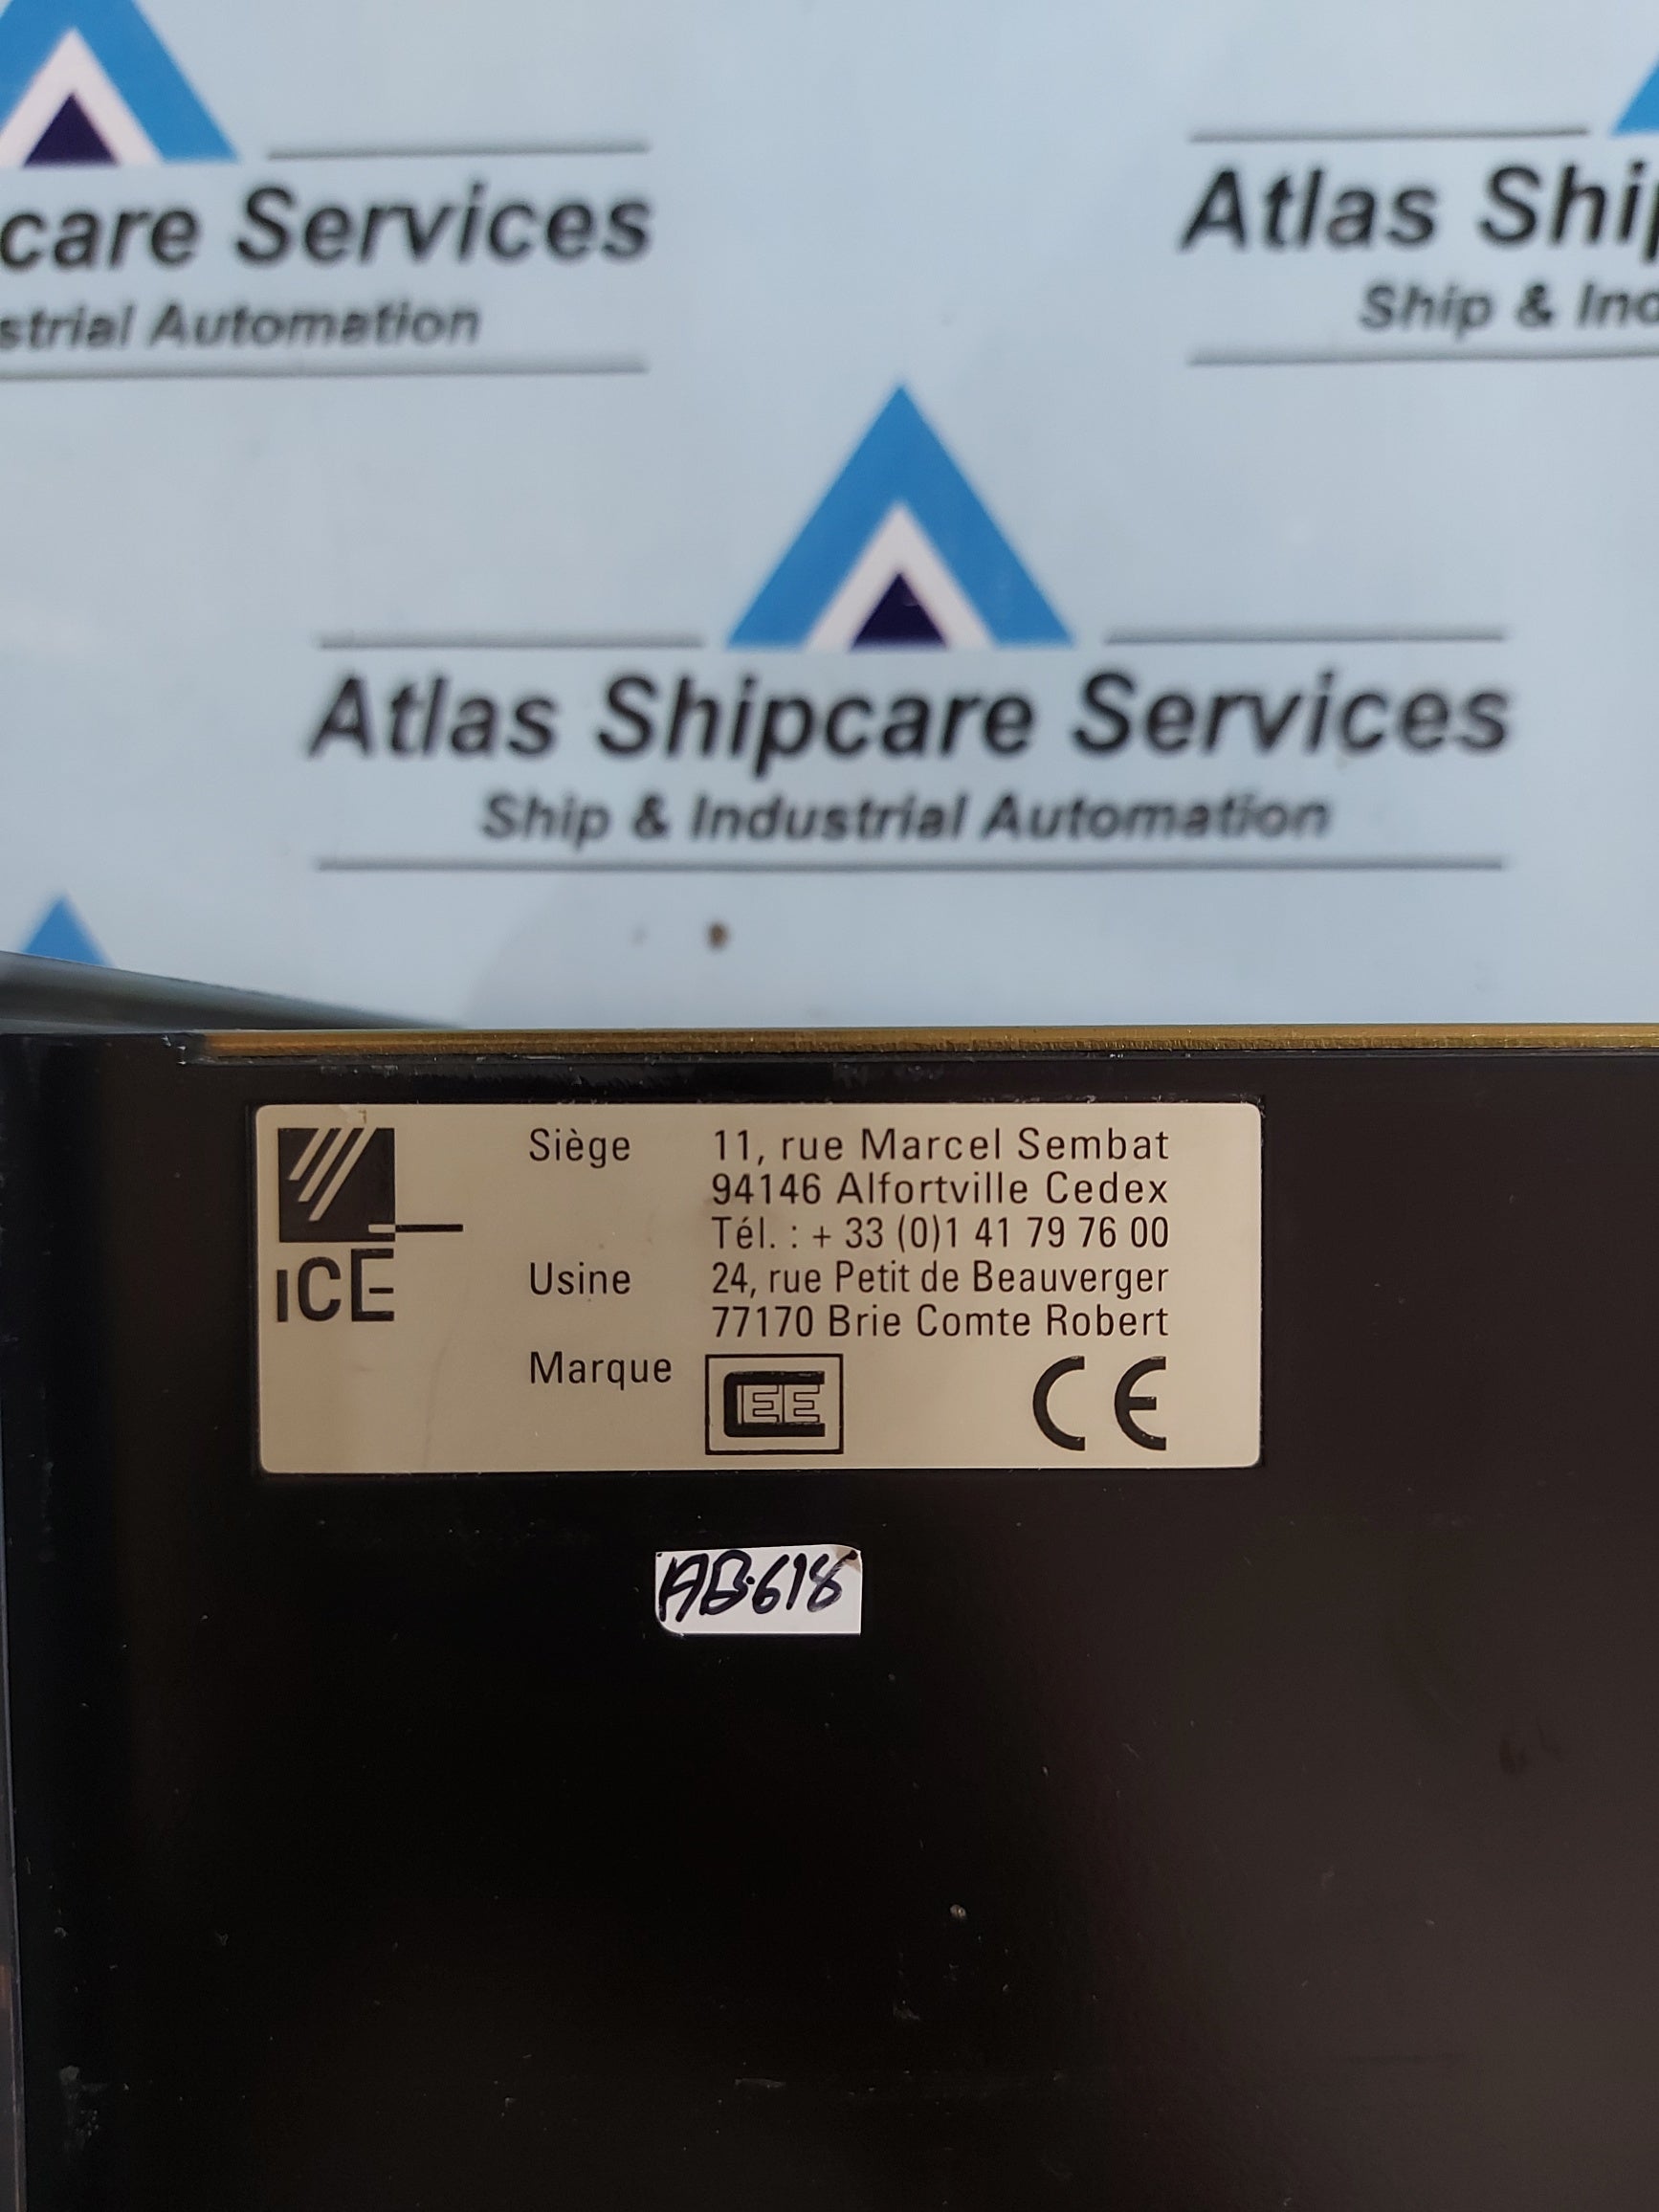 care Services
strial Automation
Atlas Ship
Ship & Ind
Atlas Shipcare Services
Ship & Industrial Automation
ICE
Siège 11, rue Marcel Sembat
94146 Alfortville Cedex
Tél. : + 33 (0)1 41 79 76 00
Usine 24, rue Petit de Beauverger
77170 Brie Comte Robert
Marque CEE CE
AB·618